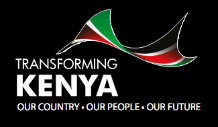 TRANSFORMING
KENYA
OUR COUNTRY • OUR PEOPLE • OUR FUTURE